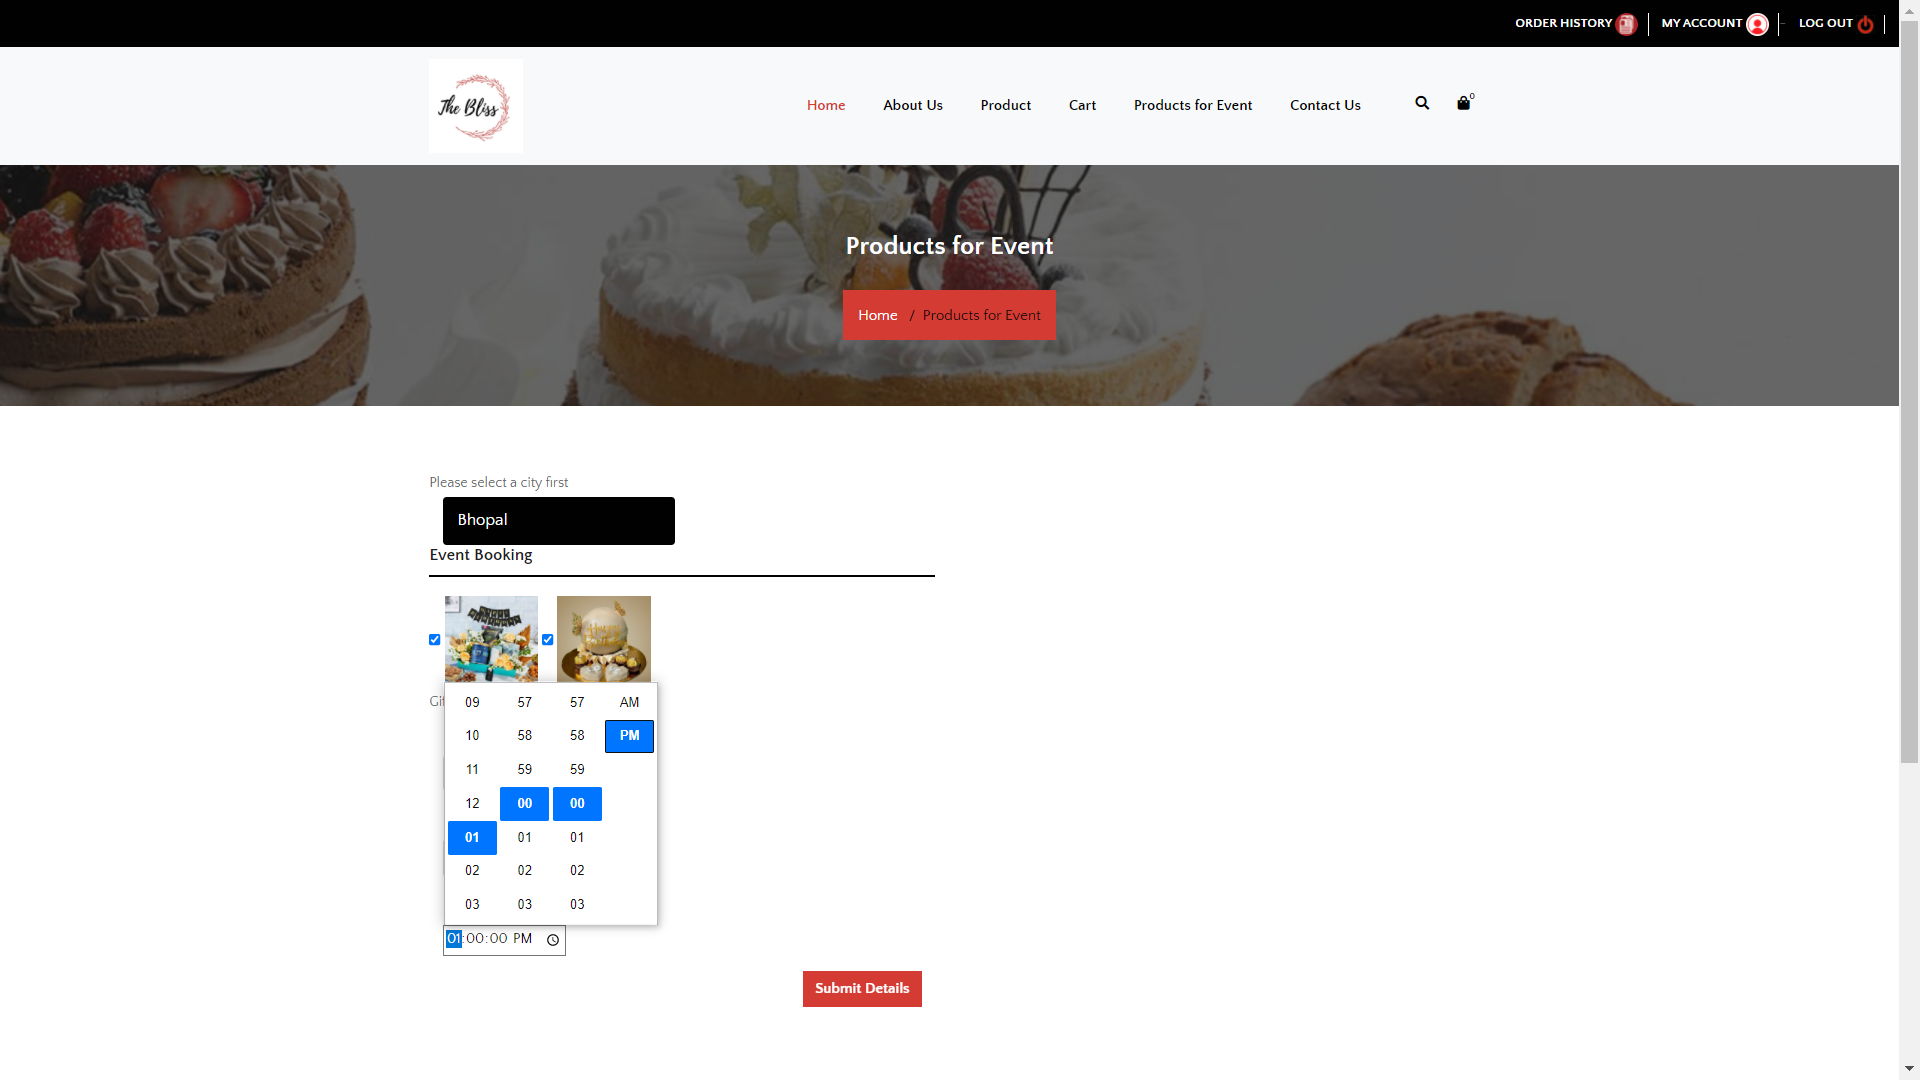 ORDER HISTORY
MY ACCOUNT
LOG OUT
The Bliss
Home
About Us
Product
Cart
Products for Event
Contact Us
0
Products for Event
Home / Products for Event
Please select a city first
Bhopal
Event Booking
09 57 57 AM
10 58 58 PM
11 59 59
12 00 00
01 01 01
02 02 02
03 03 03
01:00:00 PM
Submit Details